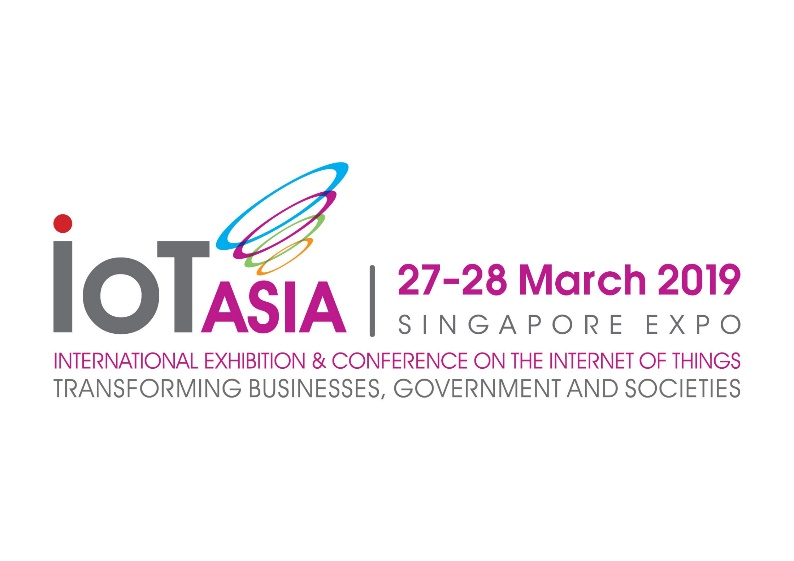 ioT ASIA
27-28 March 2019
SINGAPORE EXPO
INTERNATIONAL EXHIBITION & CONFERENCE ON THE INTERNET OF THINGS
TRANSFORMING BUSINESSES, GOVERNMENT AND SOCIETIES